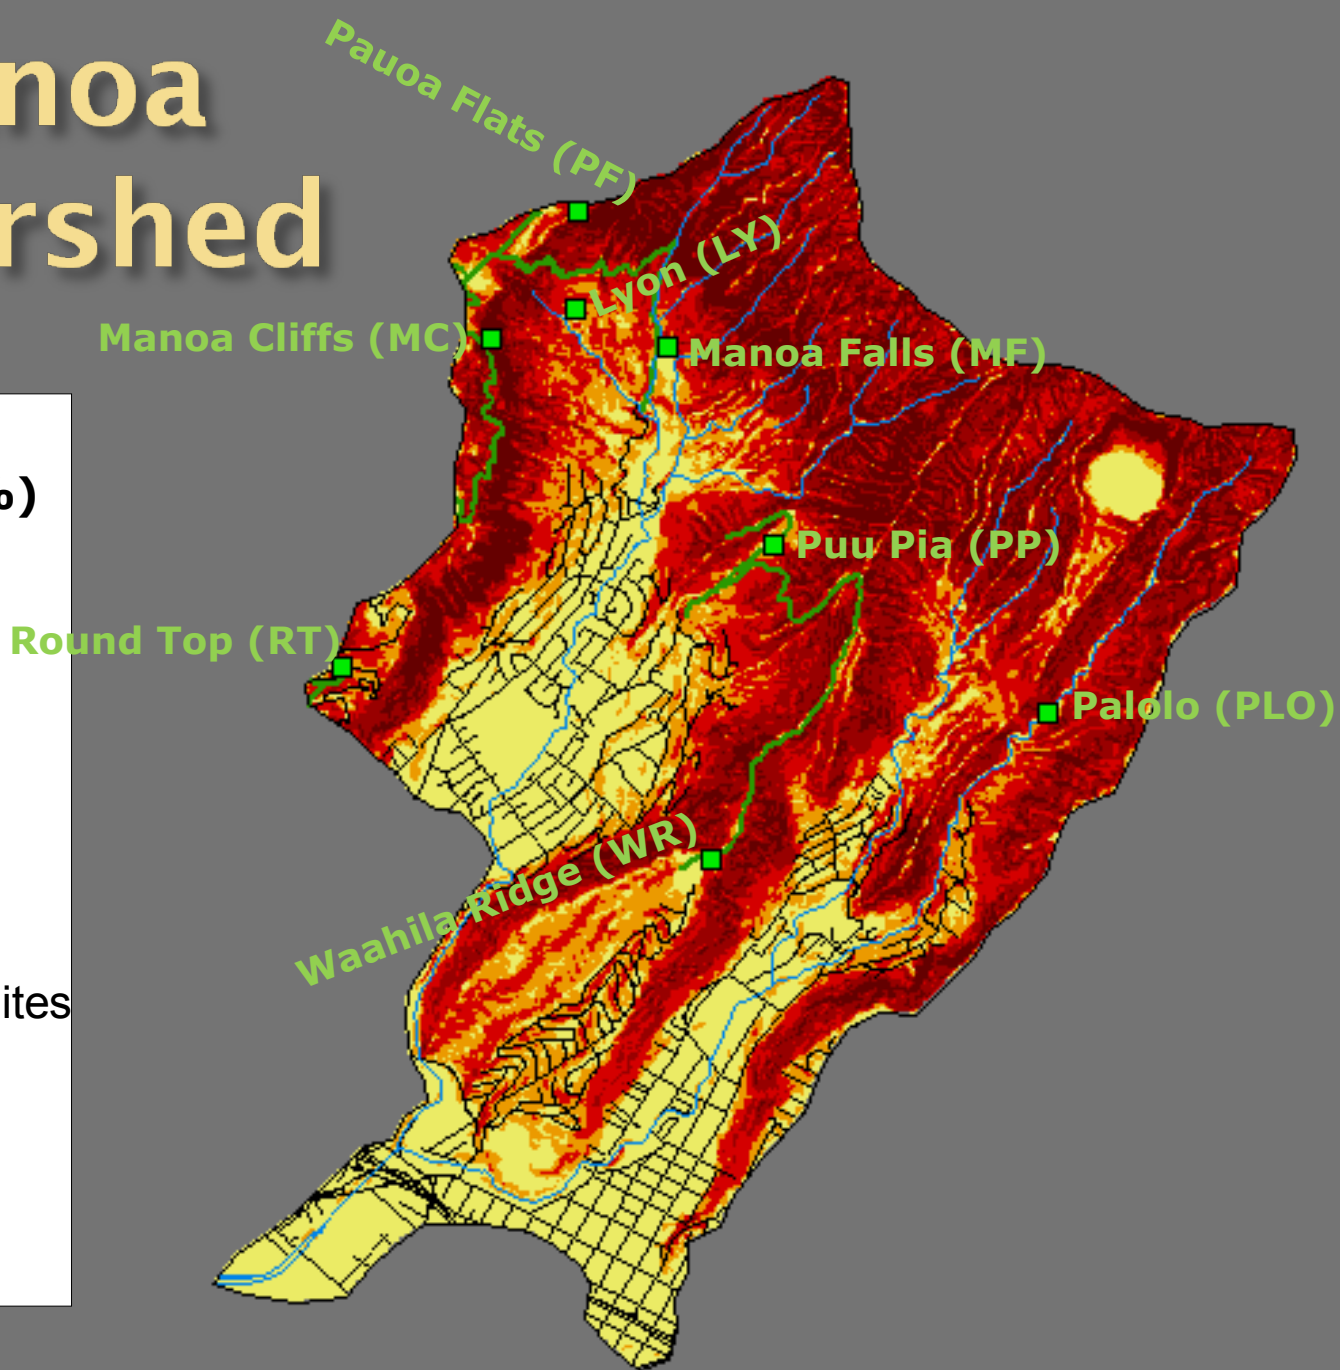 noa
rshed
Pauoa Flats (PF)
Lyon (LY)
Manoa Cliffs (MC)
Manoa Falls (MF)
%)
Puu Pia (PP)
Round Top (RT)
Palolo (PLO)
Waahila Ridge (WR)
ites